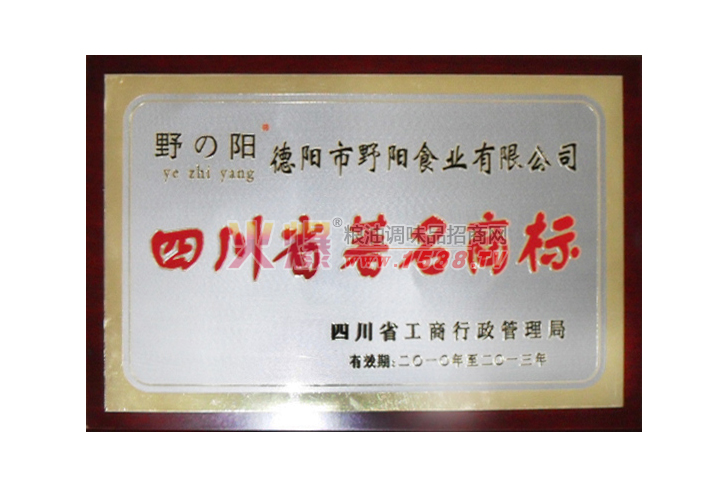 野の阳
ye zhi yang
德阳市野阳食业有限公司
四川省著名商标
火爆®粮油调味品招商网
四川省工商行政管理局
有效期:二〇一〇年至二〇一三年